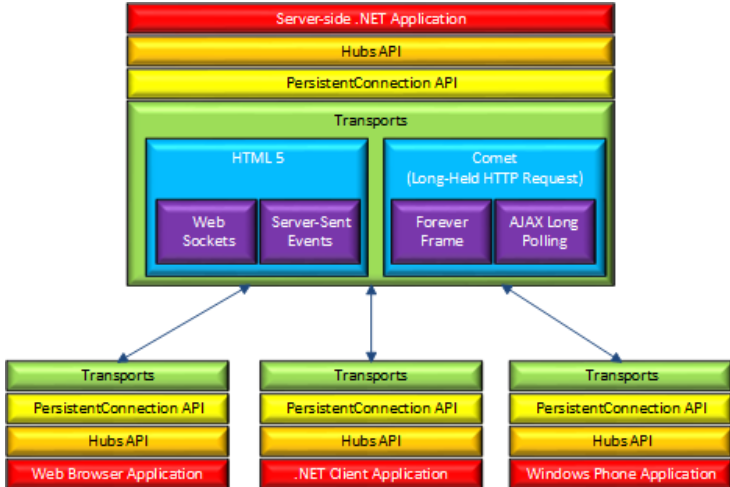 Server-side .NET Application
Hubs API
PersistentConnection API
Transports
HTML 5
Web
Sockets
Server-Sent
Events
Comet
(Long-Held HTTP Request)
Forever
Frame
AJAX Long
Polling
Transports
PersistentConnection API
Hubs API
Web Browser Application
Transports
PersistentConnection API
Hubs API
.NET Client Application
Transports
PersistentConnection API
Hubs API
Windows Phone Application